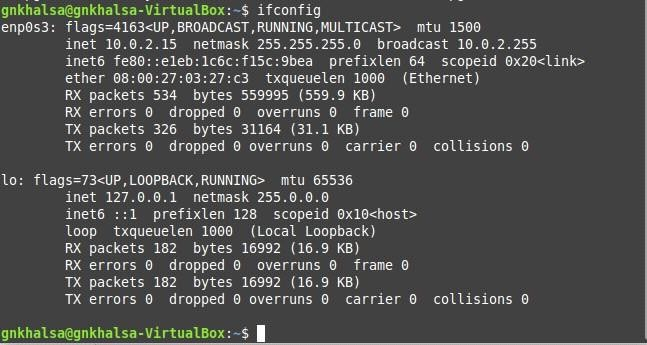 gnkhalsa@gnkhalsa-VirtualBox:~$ ifconfig
enp0s3: flags=4163<UP,BROADCAST,RUNNING,MULTICAST>  mtu 1500
        inet 10.0.2.15  netmask 255.255.255.0  broadcast 10.0.2.255
        inet6 fe80::e1eb:1c6c:f15c:9bea  prefixlen 64  scopeid 0x20<link>
        ether 08:00:27:03:27:c3  txqueuelen 1000  (Ethernet)
        RX packets 534  bytes 559995 (559.9 KB)
        RX errors 0  dropped 0  overruns 0  frame 0
        TX packets 326  bytes 31164 (31.1 KB)
        TX errors 0  dropped 0 overruns 0  carrier 0  collisions 0

lo: flags=73<UP,LOOPBACK,RUNNING>  mtu 65536
        inet 127.0.0.1  netmask 255.0.0.0
        inet6 ::1  prefixlen 128  scopeid 0x10<host>
        loop  txqueuelen 1000  (Local Loopback)
        RX packets 182  bytes 16992 (16.9 KB)
        RX errors 0  dropped 0  overruns 0  frame 0
        TX packets 182  bytes 16992 (16.9 KB)
        TX errors 0  dropped 0 overruns 0  carrier 0  collisions 0

gnkhalsa@gnkhalsa-VirtualBox:~$